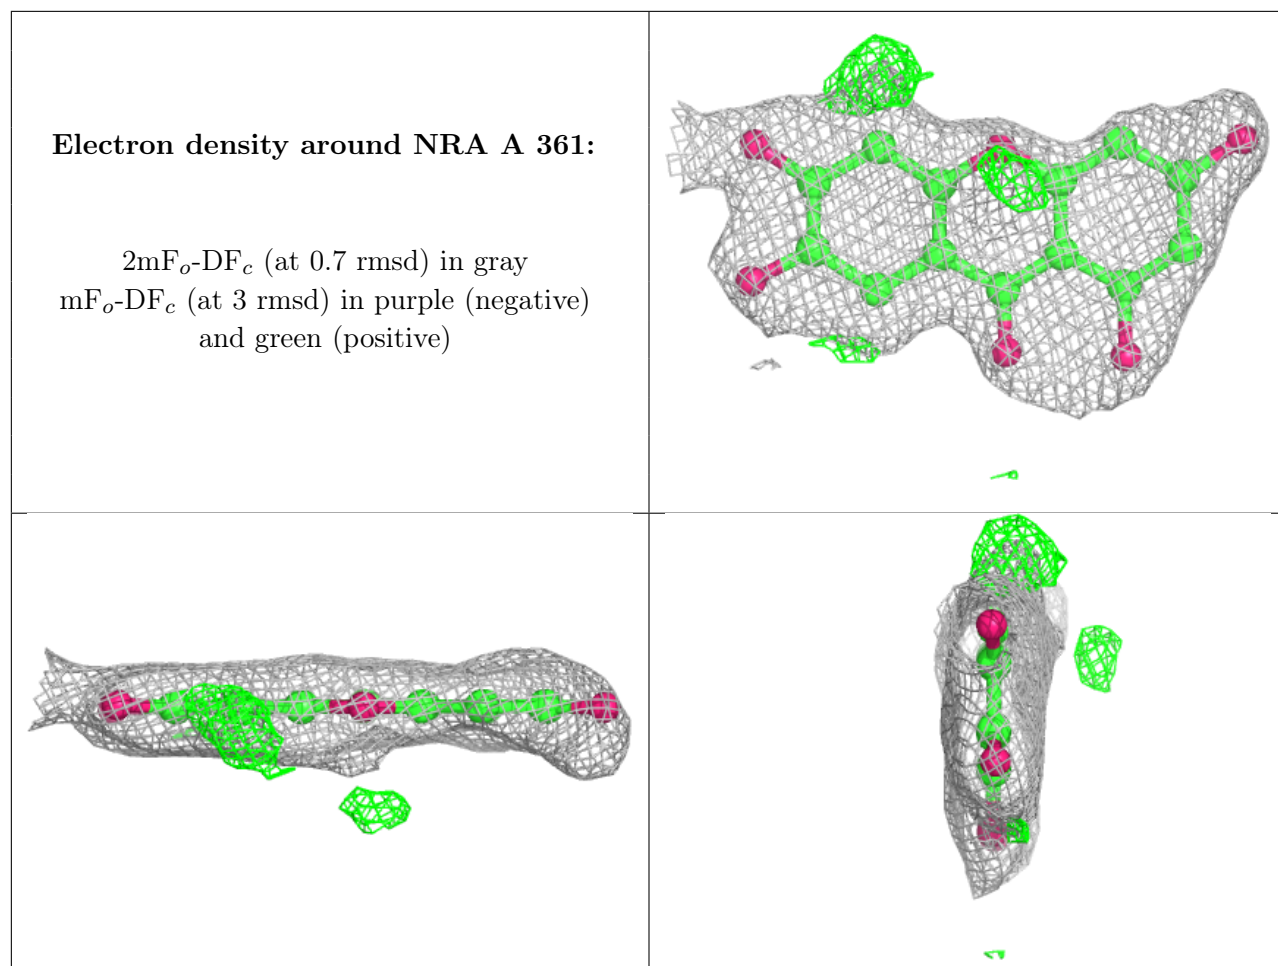 Electron density around NRA A 361:
2mFo-DFc (at 0.7 rmsd) in gray
mFo-DFc (at 3 rmsd) in purple (negative)
and green (positive)